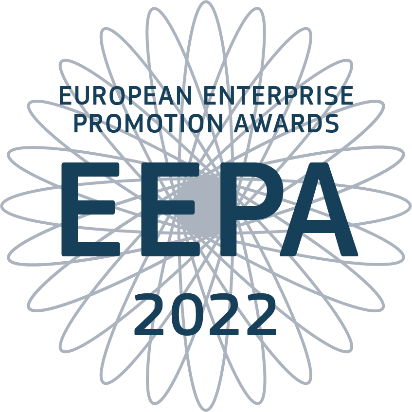 EUROPEAN ENTERPRISE
PROMOTION AWARDS
EEPA
2022